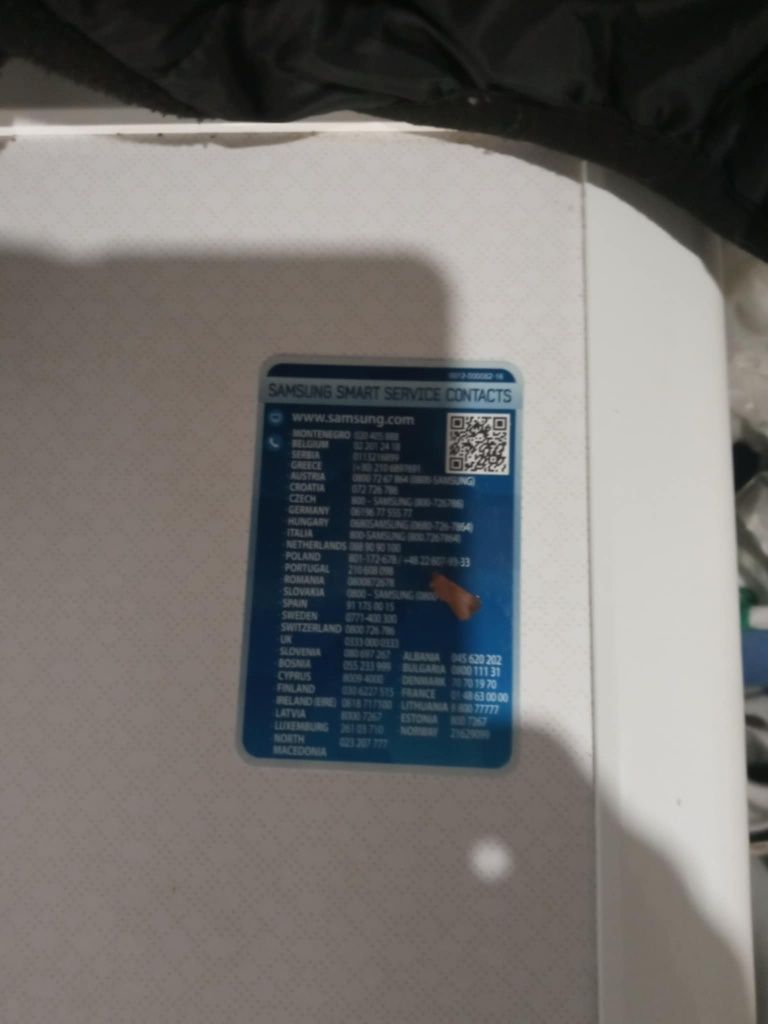 SAMSUNG SMART SERVICE CONTACTS
www.samsung.com
· MONTENEGRO 020 405 888
· BELGIUM 02 201 24 18
· SERBIA
· GREECE (+30) 210 6897691
· AUSTRIA 0800 72 67 864 (0800-SAMSUNG)
· CROATIA 072 726 786
· CZECH 800 - SAMSUNG (800-726786)
· GERMANY 06196 77 555 77
· HUNGARY 0680SAMSUNG (0680-726-7864)
· ITALIA 800-SAMSUNG (800.7267864)
· NETHERLANDS 088 90 90 100
· POLAND 801-172-678 / +48 22 607-93-33
· PORTUGAL 210 608 098
· ROMANIA 0800872678
· SLOVAKIA 0800 - SAMSUNG (0800
· SPAIN 91 175 00 15
· SWEDEN 0771-400 300
· SWITZERLAND 0800 726 786
· UK 0333 000 0333
· SLOVENIA 080 697 267
· BOSNIA 055 233 999
· CYPRUS 8009 4000
· FINLAND 030 6227 515
· IRELAND (EIRE) 0818 717100
· LATVIA 8000 7267
· LUXEMBURG 261 03 710
· NORTH MACEDONIA 023 207 777
· ALBANIA 045 620 202
· BULGARIA 0800 111 31
· DENMARK 70 70 19 70
· FRANCE 01 48 63 00 00
· LITHUANIA 8 800 77777
· ESTONIA 800 7267
· NORWAY 21629099